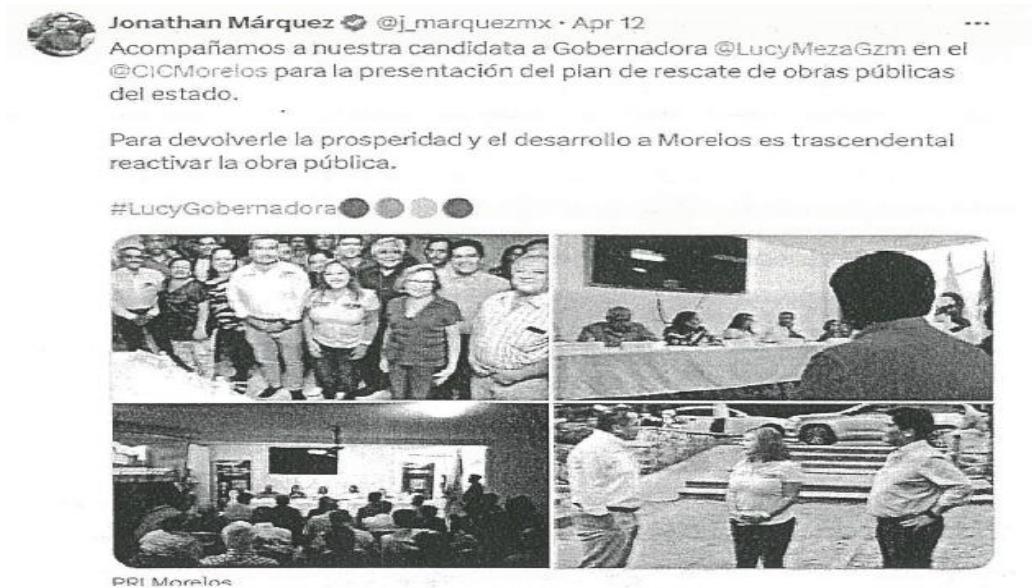 Jonathan Márquez @j_marquezmx · Apr 12
Acompañamos a nuestra candidata a Gobernadora @LucyMezaGzm en el
@CICMorelos para la presentación del plan de rescate de obras públicas
del estado.
Para devolverle la prosperidad y el desarrollo a Morelos es trascendental
reactivar la obra pública.
#LucyGobernadora
PRI Morelos